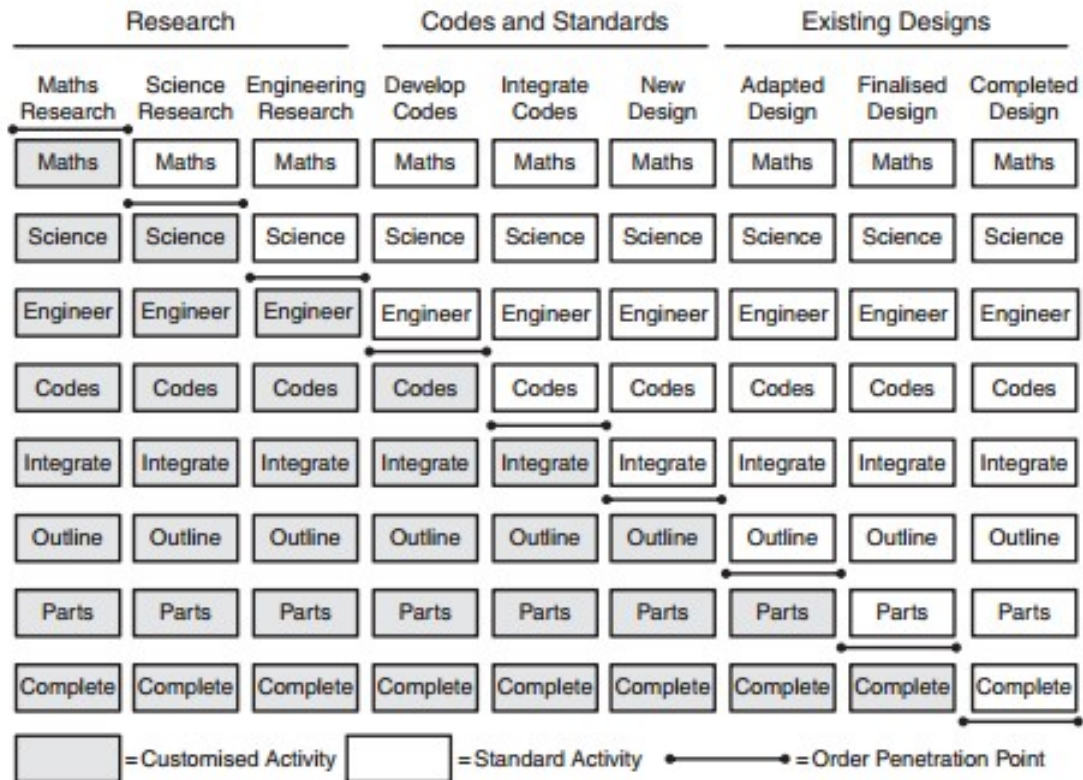 Research Codes and Standards Existing Designs
Maths Science Engineering Develop Integrate New Adapted Finalised Completed
Research Research Research Codes Codes Design Design Design Design
Maths Maths Maths Maths Maths Maths Maths Maths Maths
Science Science Science Science Science Science Science Science Science
Engineer Engineer Engineer Engineer Engineer Engineer Engineer Engineer Engineer
Codes Codes Codes Codes Codes Codes Codes Codes Codes
Integrate Integrate Integrate Integrate Integrate Integrate Integrate Integrate Integrate
Outline Outline Outline Outline Outline Outline Outline Outline Outline
Parts Parts Parts Parts Parts Parts Parts Parts Parts
Complete Complete Complete Complete Complete Complete Complete Complete Complete
=Customised Activity =Standard Activity =Order Penetration Point